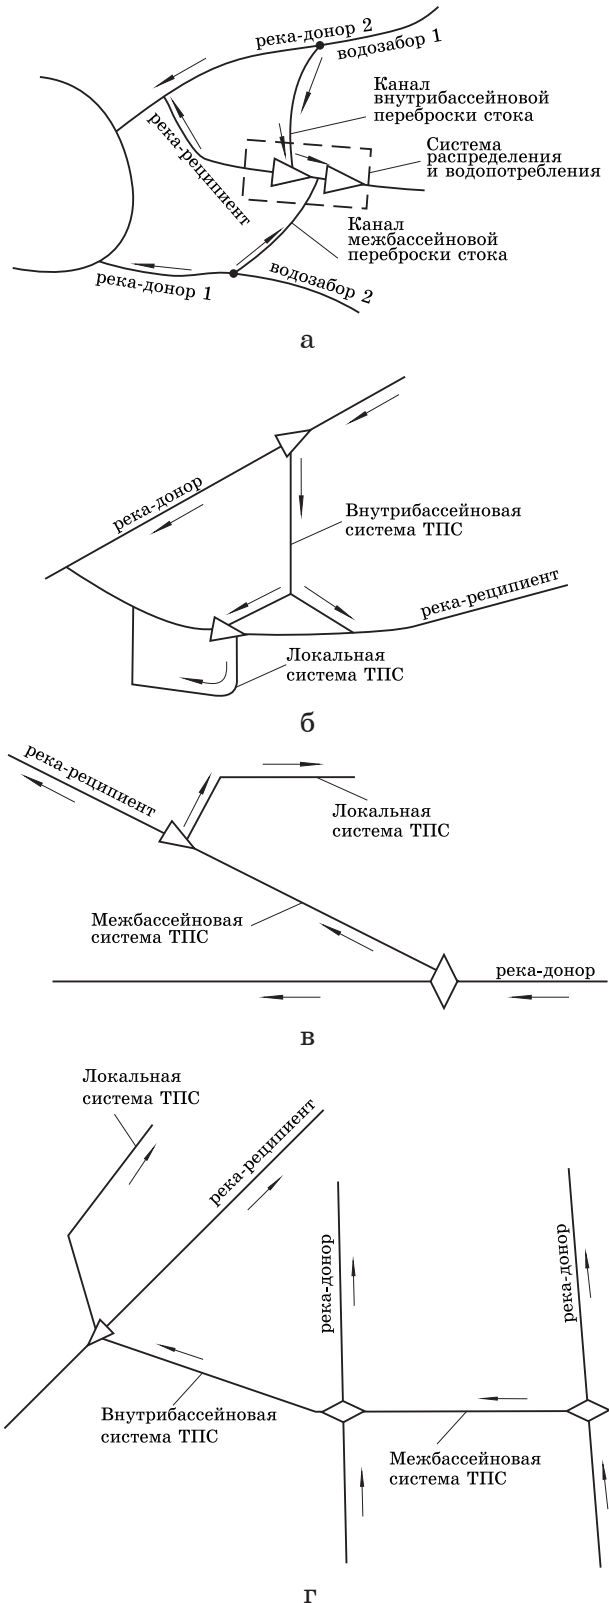 река-донор 2
водозабор 1
Канал
внутрибассейновой
переброски стока
река-реципиент
Система
распределения
и водопотребления
Канал
межбассейновой
переброски стока
река-донор 1
водозабор 2
а
река-донор
Внутрибассейновая
система ТПС
река-реципиент
Локальная
система ТПС
б
река-реципиент
Локальная
система ТПС
Межбассейновая
система ТПС
река-донор
в
Локальная
система ТПС
река-реципиент
река-донор
река-донор
Внутрибассейновая
система ТПС
Межбассейновая
система ТПС
г